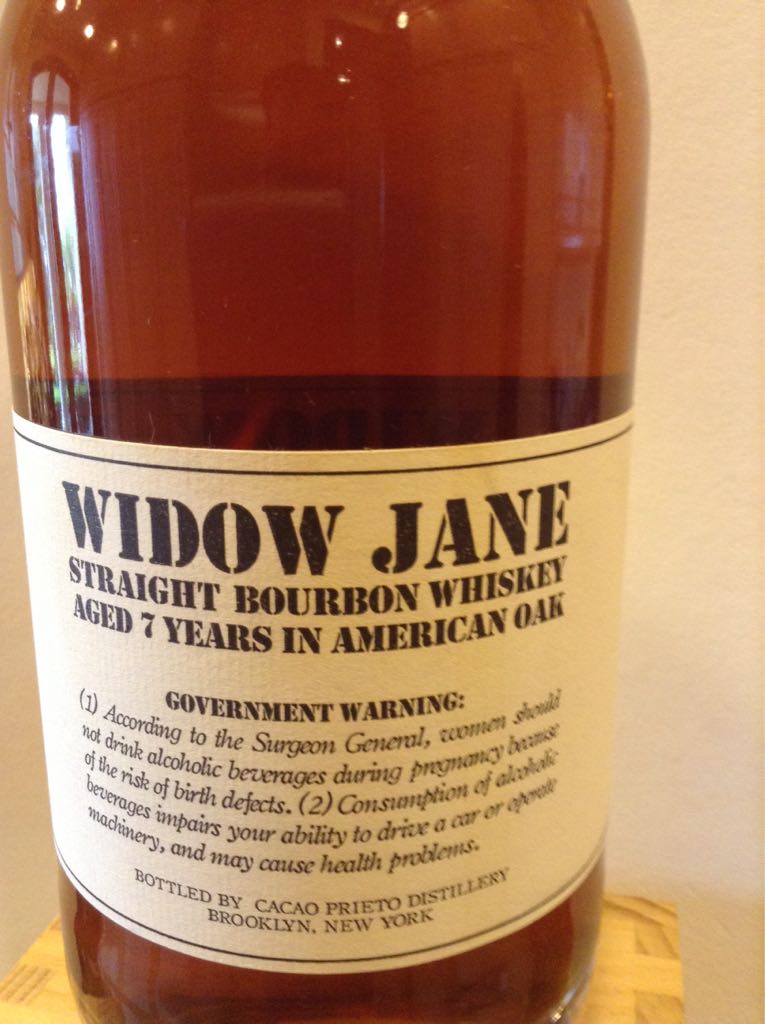 WIDOW JANE
STRAIGHT BOURBON WHISKEY
AGED 7 YEARS IN AMERICAN OAK
GOVERNMENT WARNING:
(1) According to the Surgeon General, women should
not drink alcoholic beverages during pregnancy because
of the risk of birth defects. (2) Consumption of alcoholic
beverages impairs your ability to drive a car or operate
machinery, and may cause health problems.
BOTTLED BY CACAO PRIETO DISTILLERY
BROOKLYN, NEW YORK